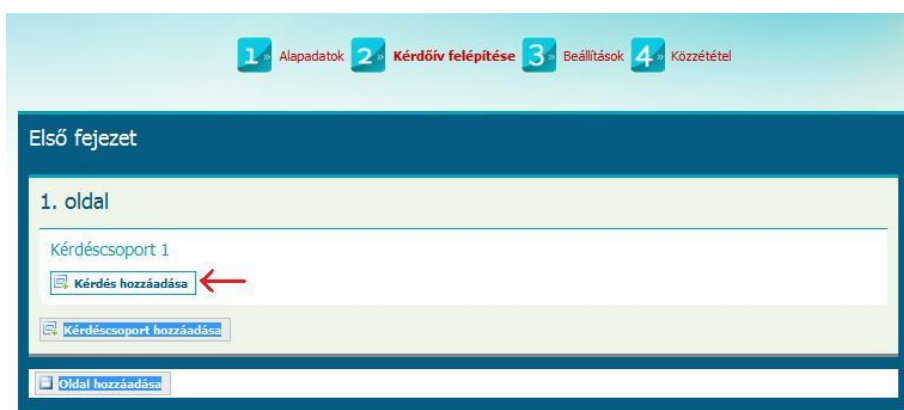 1 » Alapadatok 2 » Kérdőív felépítése 3 » Beállítások 4 » Közzététel
Első fejezet
1. oldal
Kérdéscsoport 1
Kérdés hozzáadása
Kérdéscsoport hozzáadása
Oldal hozzáadása